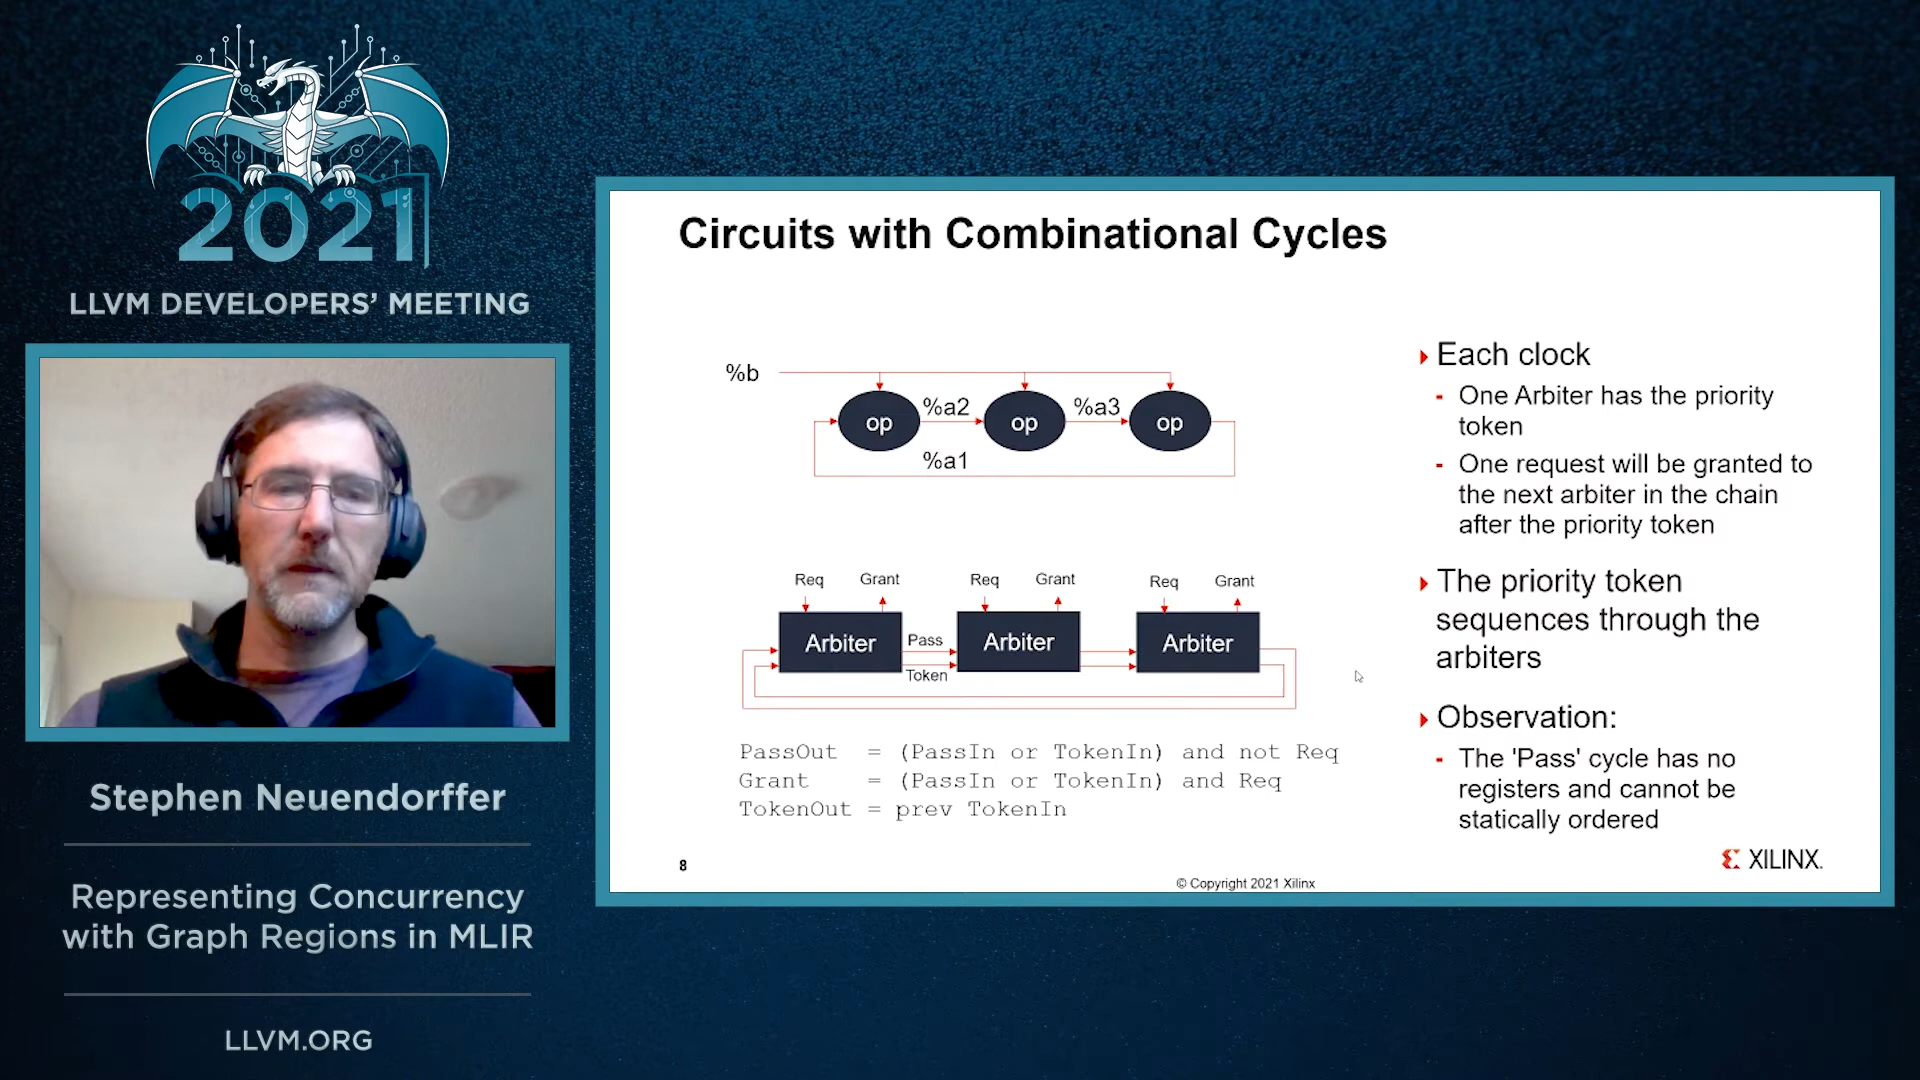 2021
LLVM DEVELOPERS' MEETING
Stephen Neuendorffer
Representing Concurrency
with Graph Regions in MLIR
LLVM.ORG
Circuits with Combinational Cycles
%b
op
%a2
op
%a3
op
%a1
Req
Grant
Req
Grant
Req
Grant
Arbiter
Pass
Token
Arbiter
Arbiter
PassOut = (PassIn or TokenIn) and not Req
Grant = (PassIn or TokenIn) and Req
TokenOut = prev TokenIn
Each clock
- One Arbiter has the priority
token
- One request will be granted to
the next arbiter in the chain
after the priority token
The priority token
sequences through the
arbiters
Observation:
- The 'Pass' cycle has no
registers and cannot be
statically ordered
XILINX.
8
© Copyright 2021 Xilinx